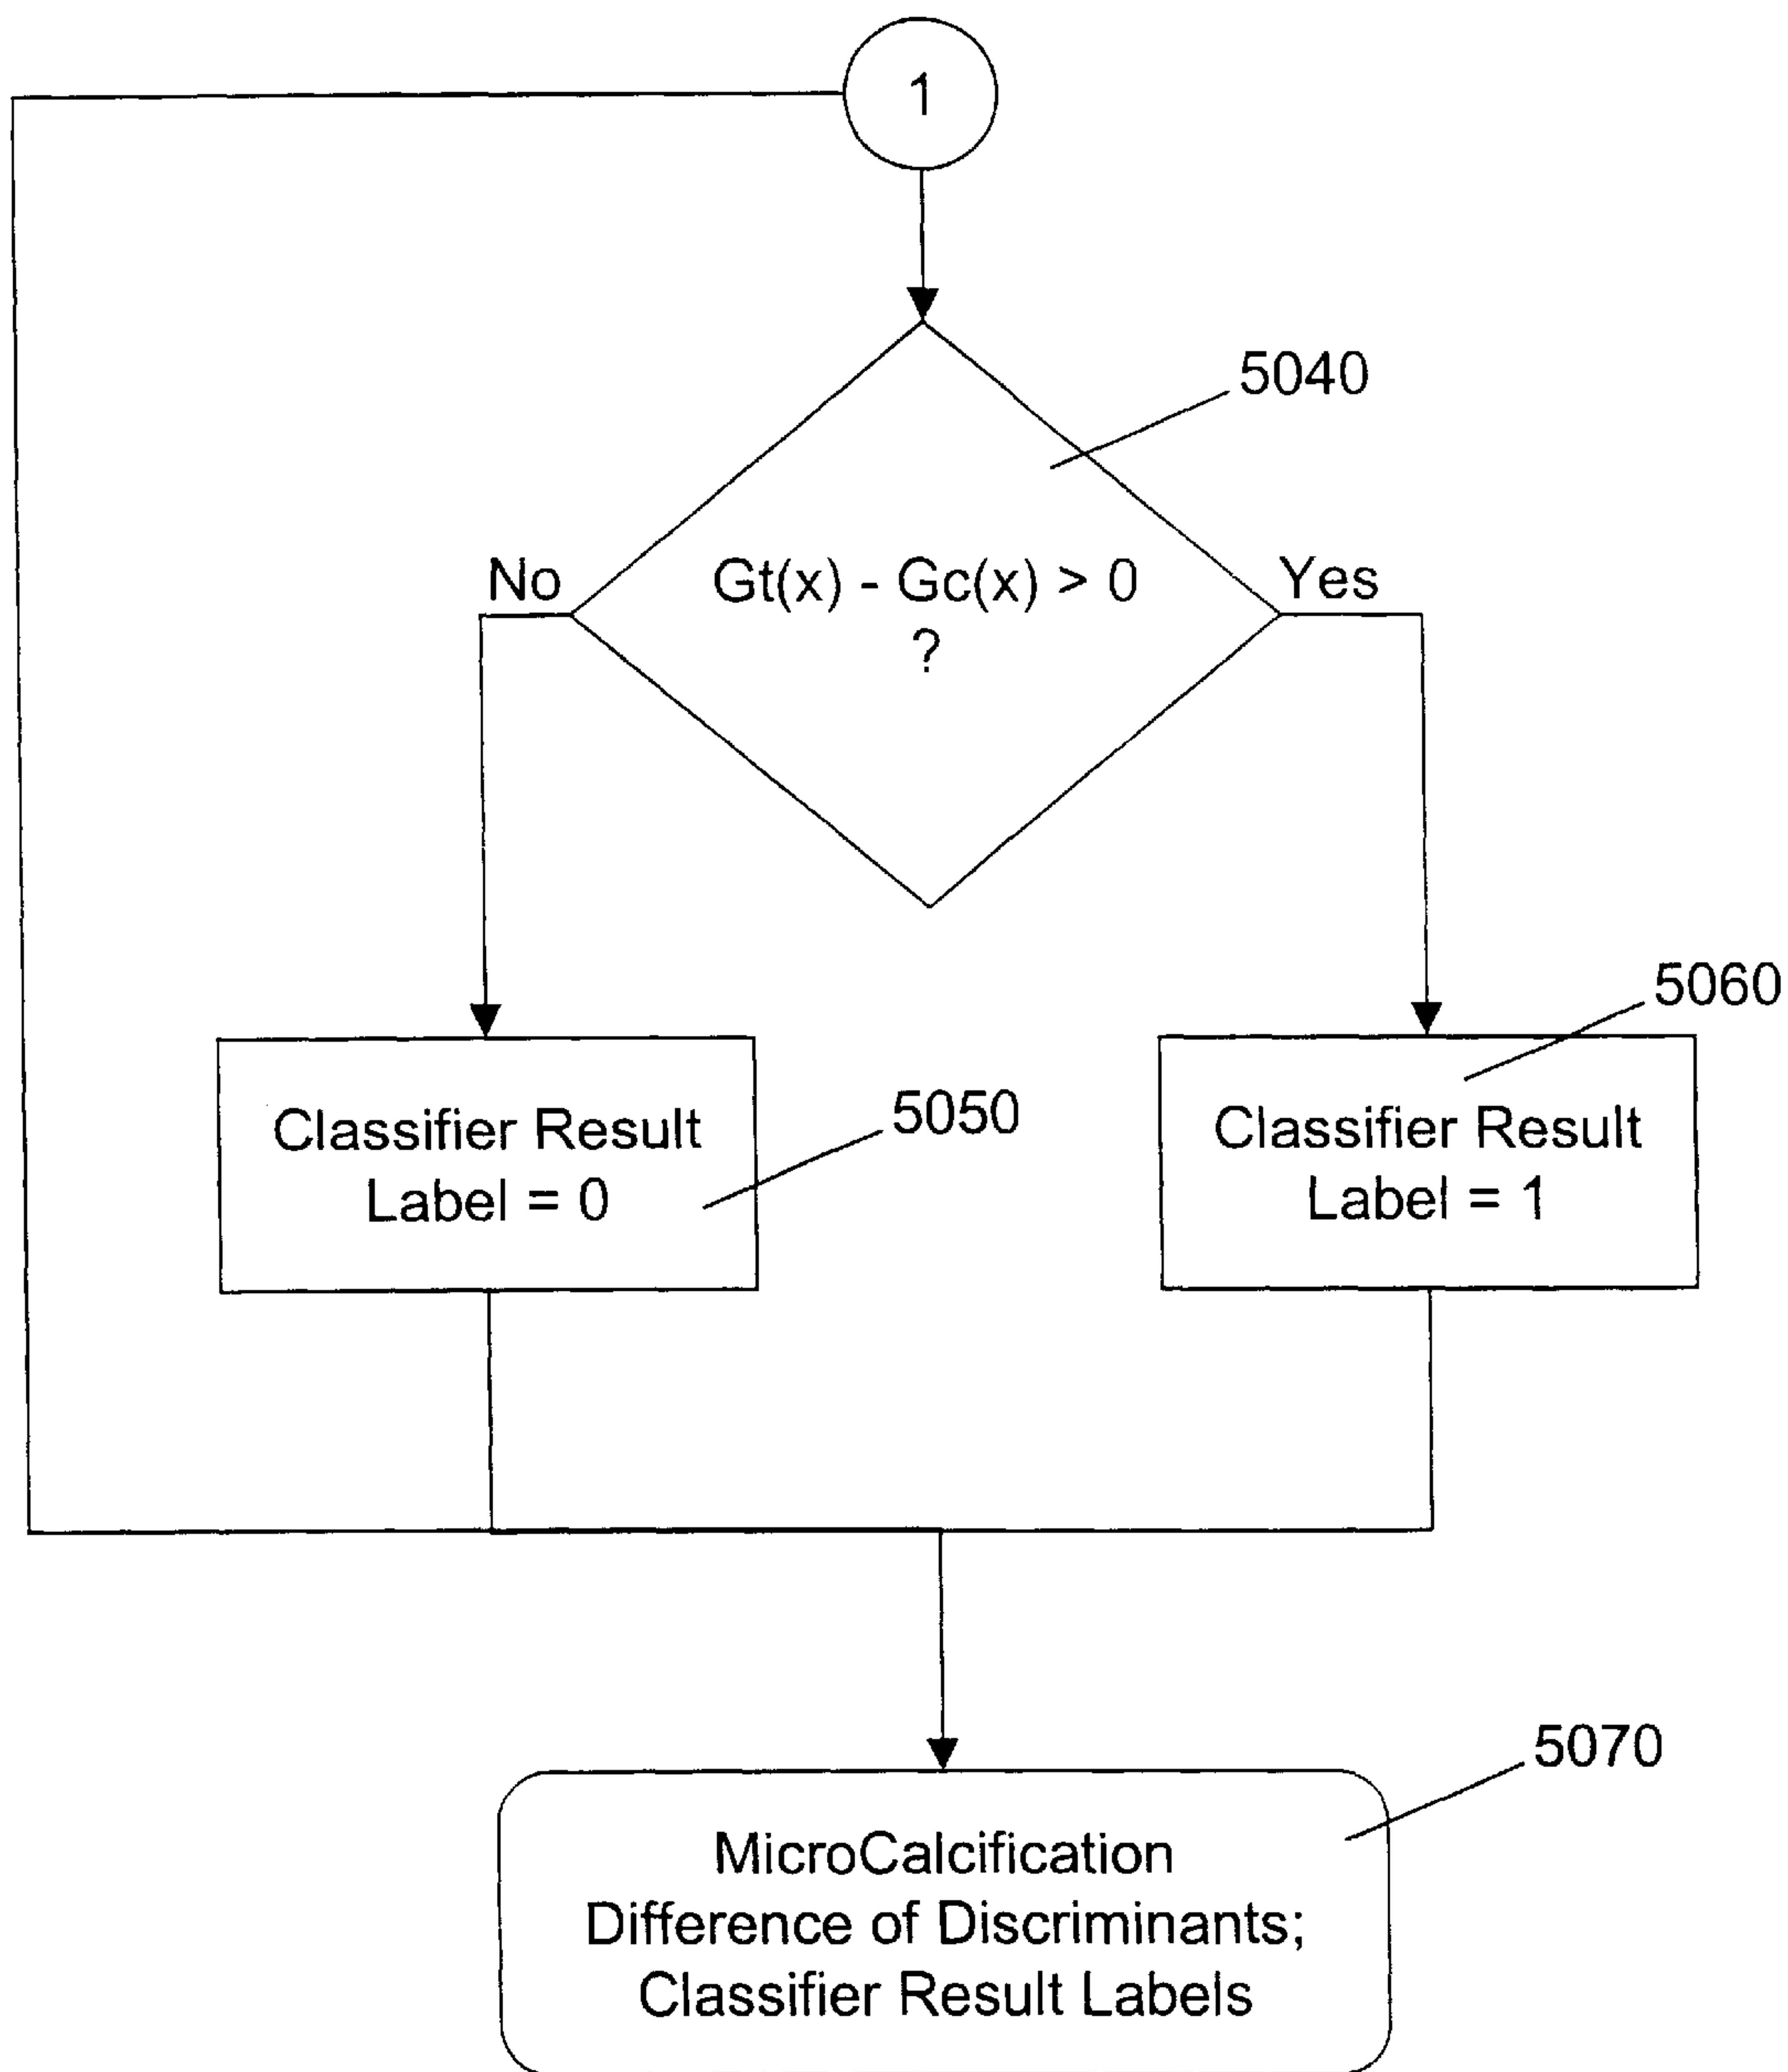 1
5040
No
Gt(x) - Gc(x) > 0
?
Yes
5060
5050
Classifier Result
Label = 0
Classifier Result
Label = 1
5070
MicroCalcification
Difference of Discriminants;
Classifier Result Labels